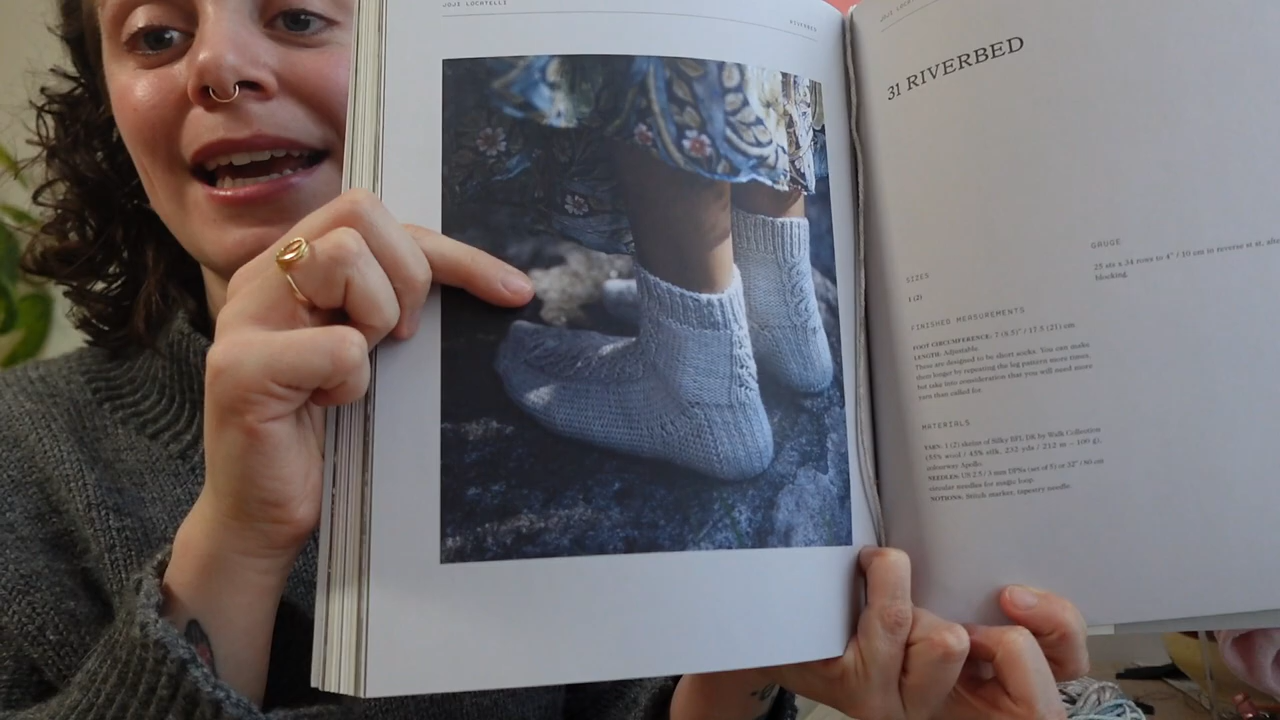 JOJI LOCATELLI
RIVERBED
JOJI LOCATELLI
31 RIVERBED
SIZES
1 (2)
FINISHED MEASUREMENTS
FOOT CIRCUMFERENCE: 7 (8.5)" / 17.5 (21) cm
LENGTH: Adjustable.
These are designed to be short socks. You can make
them longer by repeating the leg pattern more times,
but take into consideration that you will need more
yarn than called for.
MATERIALS
YARN: 1 (2) skeins of Silky BFL DK by Walk Collection
(55% wool / 45% silk, 232 yds / 212 m – 100 g),
colourway Apollo.
NEEDLES: US 2.5 / 3 mm DPNs (set of 5) or 32" / 80 cm
circular needles for magic loop.
NOTIONS: Stitch marker, tapestry needle.
GAUGE
25 sts x 34 rows to 4" / 10 cm in reverse st st, after
blocking.